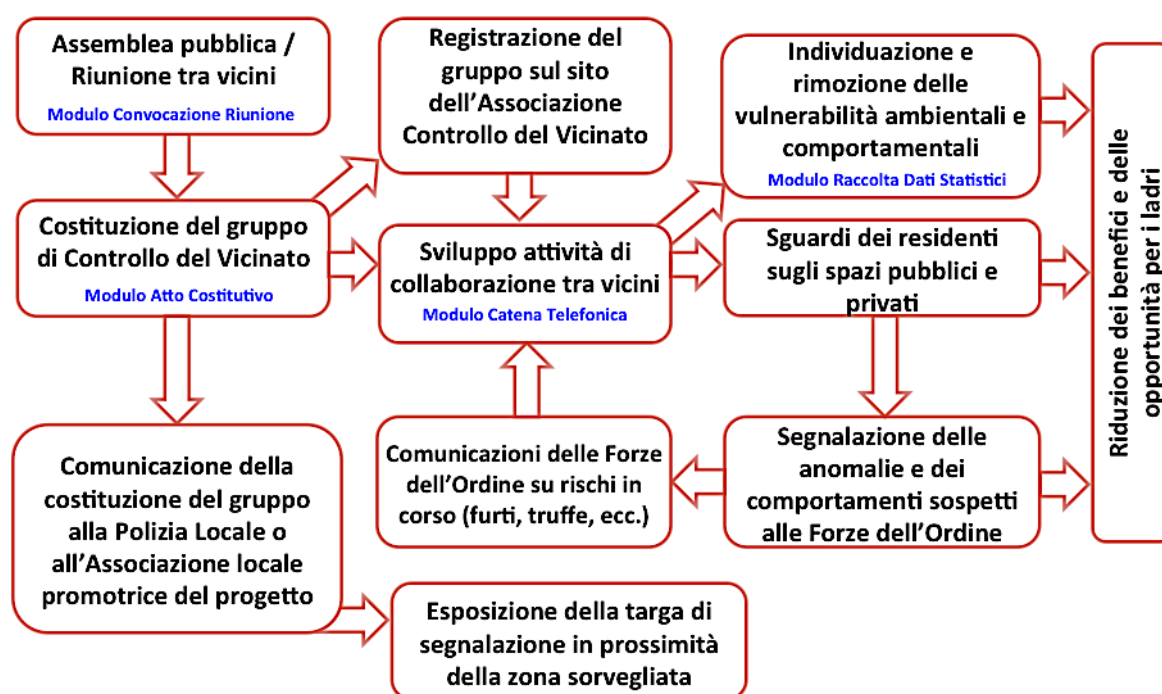 Assemblea pubblica /
Riunione tra vicini
Modulo Convocazione Riunione
Registrazione del
gruppo sul sito
dell'Associazione
Controllo del Vicinato
Individuazione e
rimozione delle
vulnerabilità ambientali e
comportamentali
Modulo Raccolta Dati Statistici
Costituzione del gruppo
di Controllo del Vicinato
Modulo Atto Costitutivo
Sviluppo attività di
collaborazione tra vicini
Modulo Catena Telefonica
Sguardi dei residenti
sugli spazi pubblici e
privati
Riduzione dei benefici e delle
opportunità per i ladri
Comunicazione della
costituzione del gruppo
alla Polizia Locale o
all'Associazione locale
promotrice del progetto
Comunicazioni delle Forze
dell'Ordine su rischi in
corso (furti, truffe, ecc.)
Segnalazione delle
anomalie e dei
comportamenti sospetti
alle Forze dell'Ordine
Esposizione della targa di
segnalazione in prossimità
della zona sorvegliata